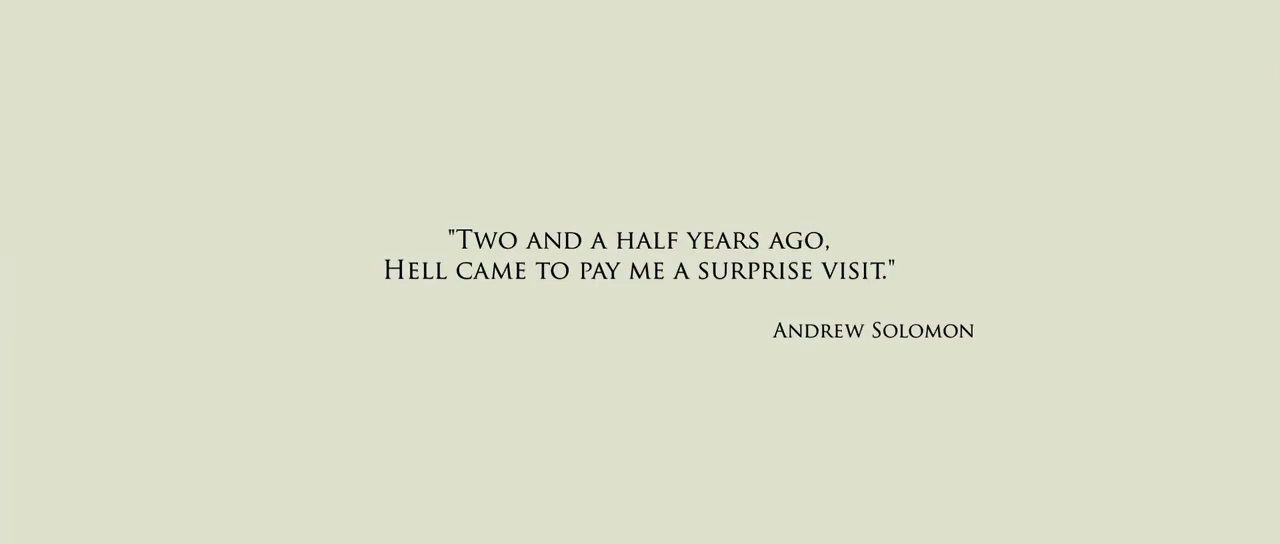 "Two and a half years ago,
Hell came to pay me a surprise visit."
Andrew Solomon